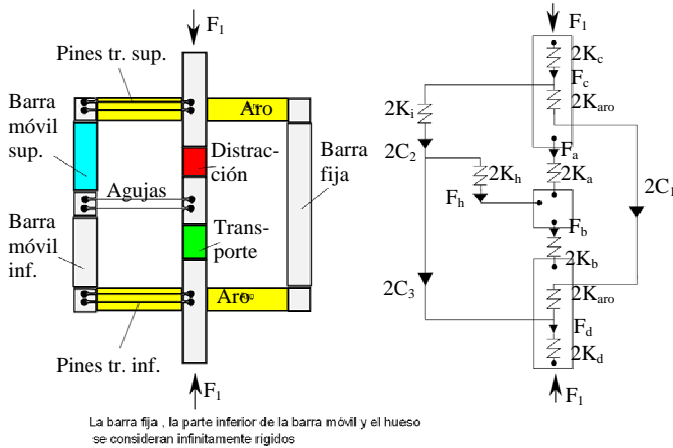 F1
Pines tr. sup.
Barra
móvil
sup.
Aro
Distrac-
ción
Barra
fija
Agujas
Barra
móvil
inf.
Trans-
porte
Aro
Pines tr. inf.
F1
F1
2Kc
Fc
2Ki
2Karo
2C2
Fa
2Kh
2Ka
2C1
Fh
Fb
2Kb
2C3
2Karo
Fd
2Kd
F1
La barra fija , la parte inferior de la barra móvil y el hueso
se consideran infinitamente rigidos